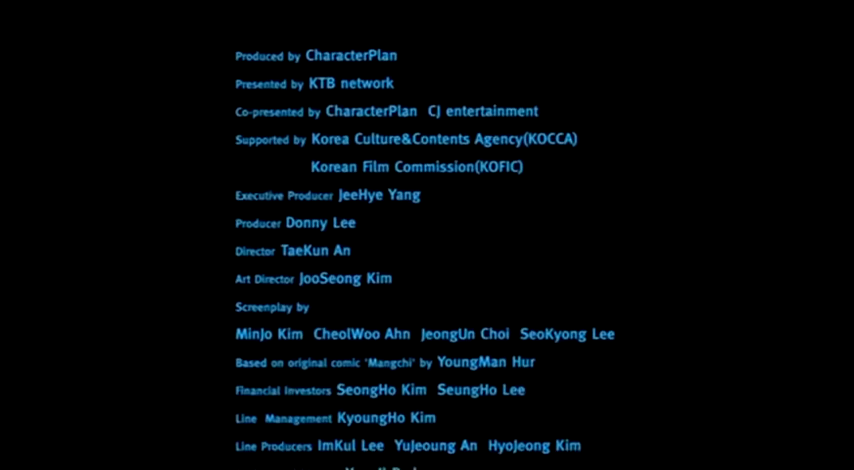 Produced by CharacterPlan
Presented by KTB network
Co-presented by CharacterPlan CJ entertainment
Supported by Korea Culture&Contents Agency(KOCCA)
Korean Film Commission(KOFIC)
Executive Producer JeeHye Yang
Producer Donny Lee
Director TaeKun An
Art Director JooSeong Kim
Screenplay by
MinJo Kim CheolWoo Ahn JeongUn Choi SeoKyong Lee
Based on original comic 'Mangchi' by YoungMan Hur
Financial Investors SeongHo Kim SeungHo Lee
Line Management KyoungHo Kim
Line Producers ImKul Lee YuJeoung An HyoJeong Kim